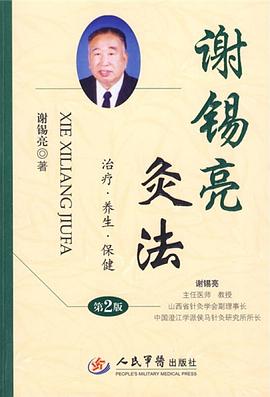 谢锡亮
灸法
XIE XILIANG JIUFA
谢锡亮◎著
治疗·养生·保健
第2版
谢锡亮
主任医师 教授
山西省针灸学会副理事长
中国澄江学派侯马针灸研究所所长
人民军医出版社
PEOPLE'S MILITARY MEDICAL PRESS